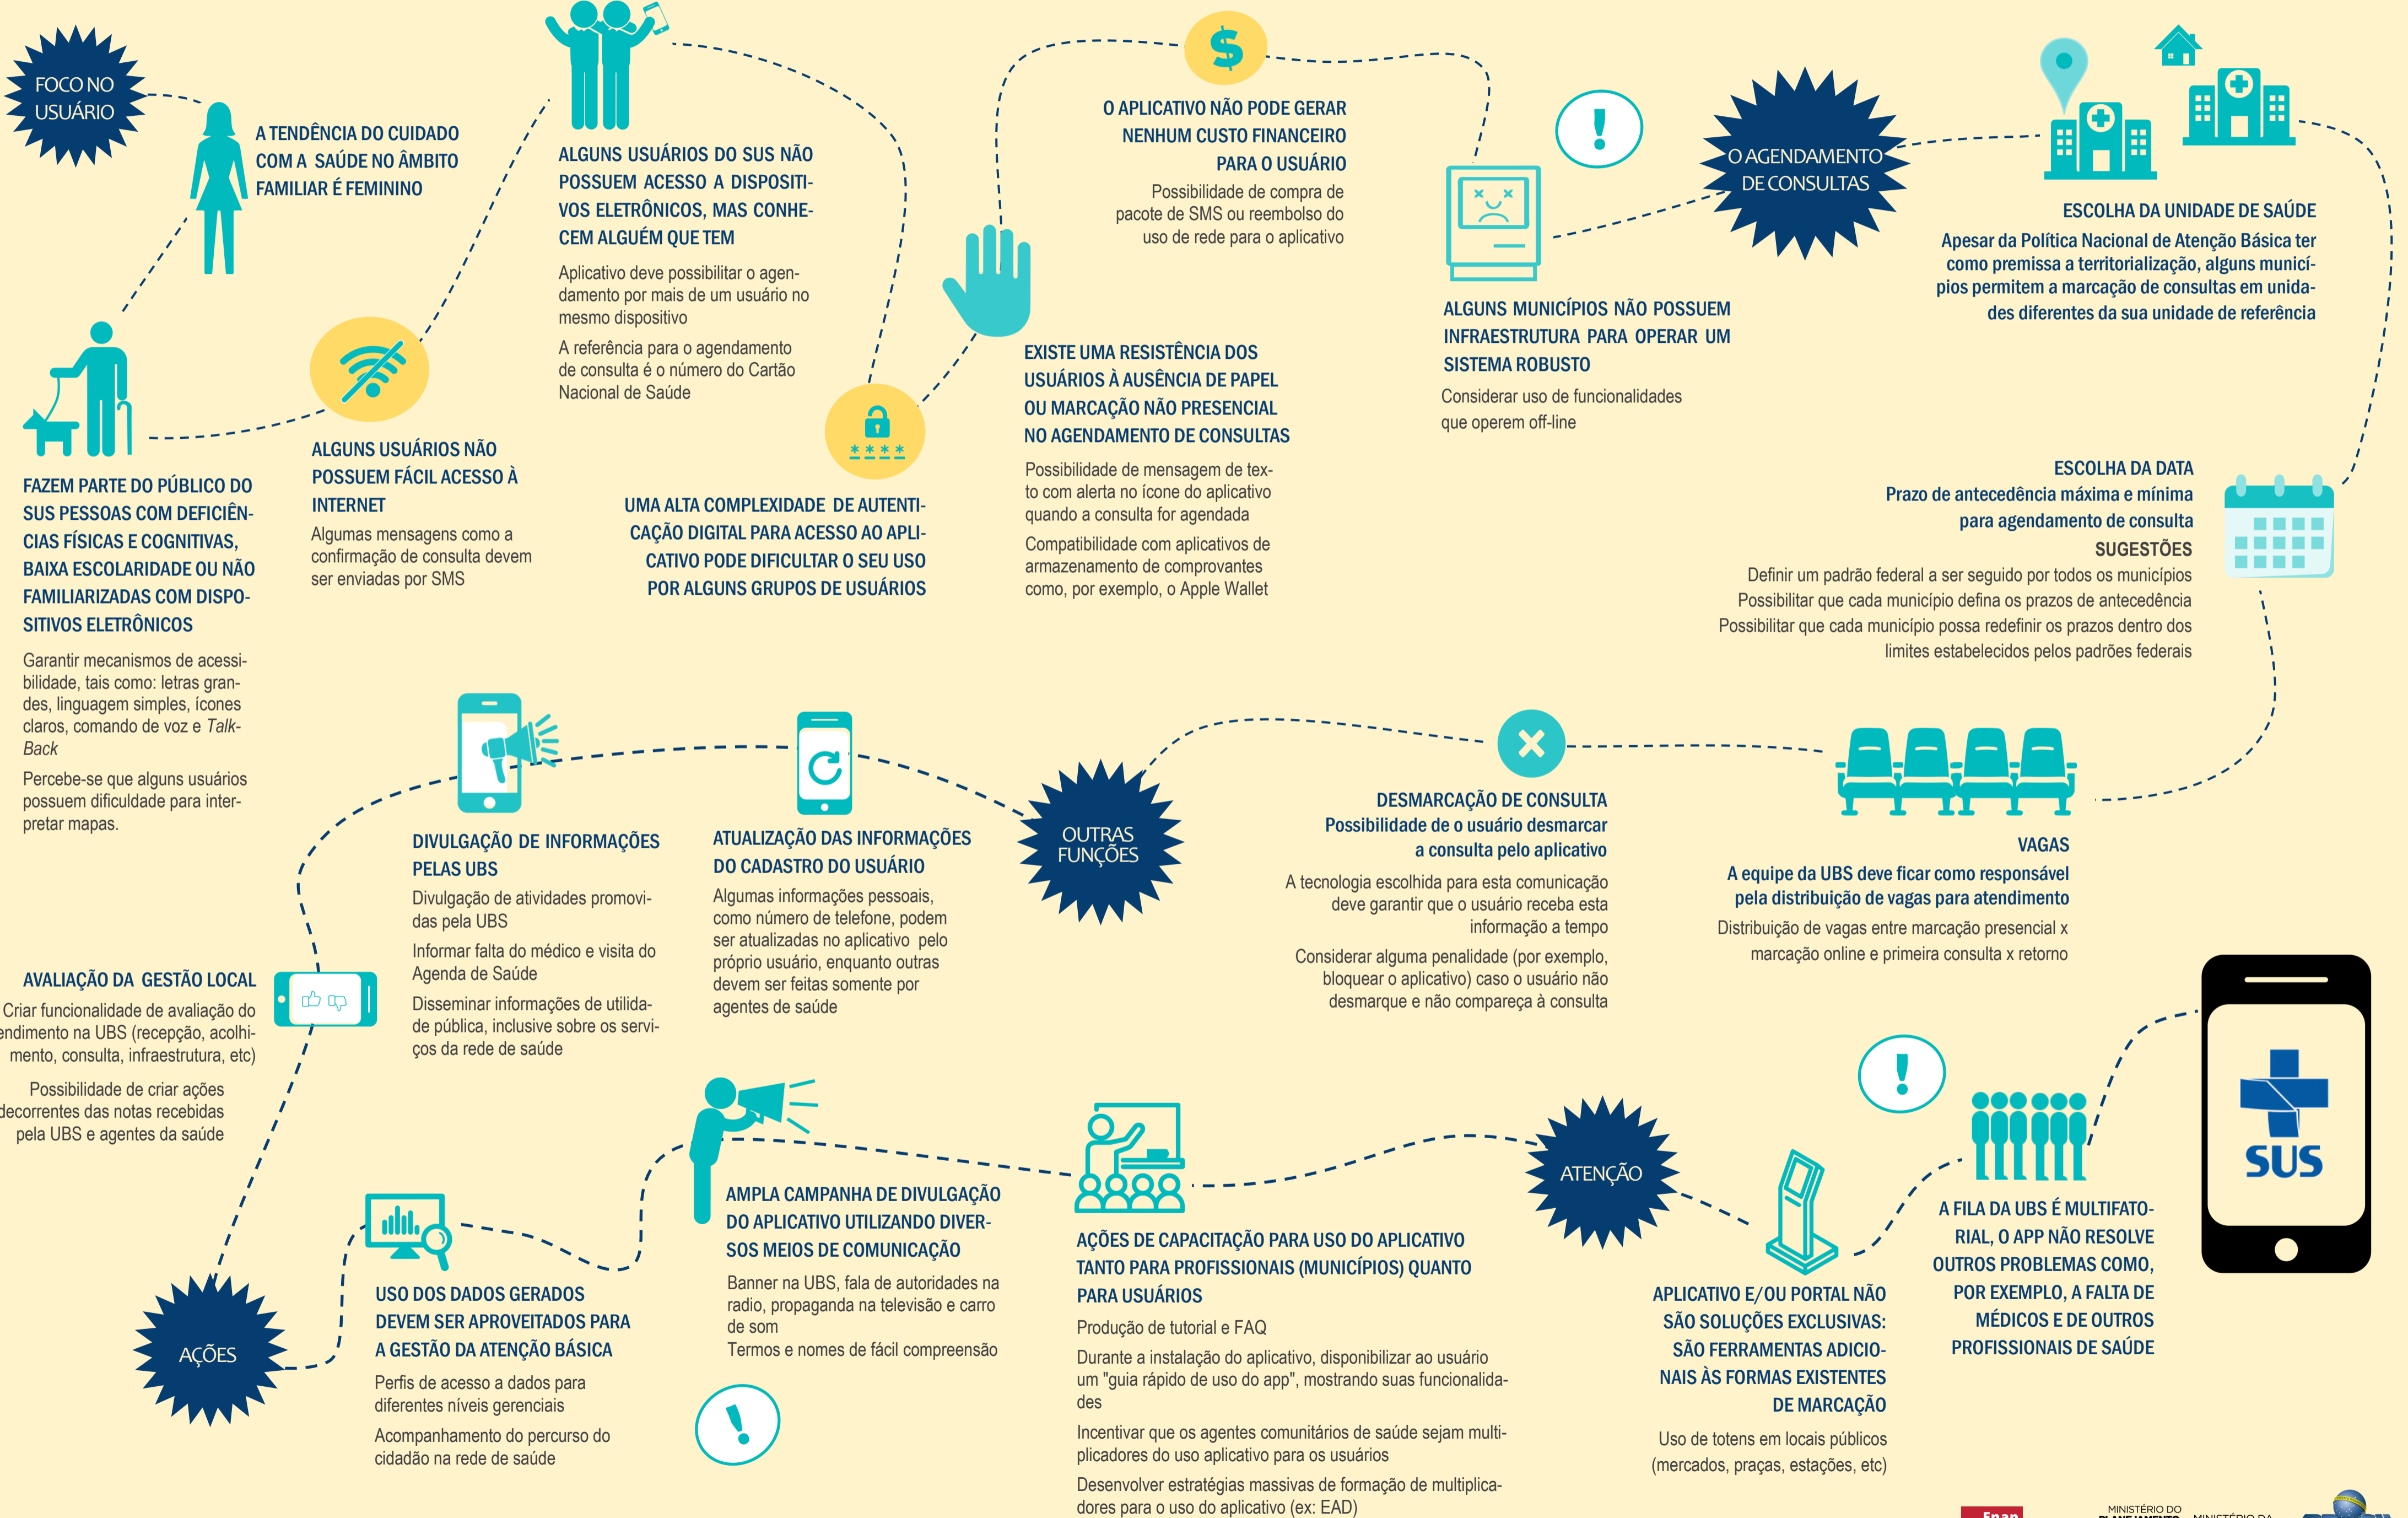 FOCO NO
USUÁRIO
A TENDÊNCIA DO CUIDADO
COM A SAÚDE NO ÂMBITO
FAMILIAR É FEMININO
FAZEM PARTE DO PÚBLICO DO
SUS PESSOAS COM DEFICIÊN-
CIAS FÍSICAS E COGNITIVAS,
BAIXA ESCOLARIDADE OU NÃO
FAMILIARIZADAS COM DISPO-
SITIVOS ELETRÔNICOS
Garantir mecanismos de acessi-
bilidade, tais como: letras gran-
des, linguagem simples, ícones
claros, comando de voz e Talk-
Back
Percebe-se que alguns usuários
possuem dificuldade para inter-
pretar mapas.
ALGUNS USUÁRIOS NÃO
POSSUEM FÁCIL ACESSO À
INTERNET
Algumas mensagens como a
confirmação de consulta devem
ser enviadas por SMS
ALGUNS USUÁRIOS DO SUS NÃO
POSSUEM ACESSO A DISPOSITI-
VOS ELETRÔNICOS, MAS CONHE-
CEM ALGUÉM QUE TEM
Aplicativo deve possibilitar o agen-
damento por mais de um usuário no
mesmo dispositivo
A referência para o agendamento
de consulta é o número do Cartão
Nacional de Saúde
* * * *
UMA ALTA COMPLEXIDADE DE AUTENTI-
CAÇÃO DIGITAL PARA ACESSO AO APLI-
CATIVO PODE DIFICULTAR O SEU USO
POR ALGUNS GRUPOS DE USUÁRIOS
EXISTE UMA RESISTÊNCIA DOS
USUÁRIOS À AUSÊNCIA DE PAPEL
OU MARCAÇÃO NÃO PRESENCIAL
NO AGENDAMENTO DE CONSULTAS
Possibilidade de mensagem de tex-
to com alerta no ícone do aplicativo
quando a consulta for agendada
Compatibilidade com aplicativos de
armazenamento de comprovantes
como, por exemplo, o Apple Wallet
$
O APLICATIVO NÃO PODE GERAR
NENHUM CUSTO FINANCEIRO
PARA O USUÁRIO
Possibilidade de compra de
pacote de SMS ou reembolso do
uso de rede para o aplicativo
!
ALGUNS MUNICÍPIOS NÃO POSSUEM
INFRAESTRUTURA PARA OPERAR UM
SISTEMA ROBUSTO
Considerar uso de funcionalidades
que operem off-line
O AGENDAMENTO
DE CONSULTAS
ESCOLHA DA UNIDADE DE SAÚDE
Apesar da Política Nacional de Atenção Básica ter
como premissa a territorialização, alguns municí-
pios permitem a marcação de consultas em unida-
des diferentes da sua unidade de referência
ESCOLHA DA DATA
Prazo de antecedência máxima e mínima
para agendamento de consulta
SUGESTÕES
Definir um padrão federal a ser seguido por todos os municípios
Possibilitar que cada município defina os prazos de antecedência
Possibilitar que cada município possa redefinir os prazos dentro dos
limites estabelecidos pelos padrões federais
VAGAS
A equipe da UBS deve ficar como responsável
pela distribuição de vagas para atendimento
Distribuição de vagas entre marcação presencial x
marcação online e primeira consulta x retorno
DESMARCAÇÃO DE CONSULTA
Possibilidade de o usuário desmarcar
a consulta pelo aplicativo
A tecnologia escolhida para esta comunicação
deve garantir que o usuário receba esta
informação a tempo
Considerar alguma penalidade (por exemplo,
bloquear o aplicativo) caso o usuário não
desmarque e não compareça à consulta
OUTRAS
FUNÇÕES
ATUALIZAÇÃO DAS INFORMAÇÕES
DO CADASTRO DO USUÁRIO
Algumas informações pessoais,
como número de telefone, podem
ser atualizadas no aplicativo pelo
próprio usuário, enquanto outras
devem ser feitas somente por
agentes de saúde
DIVULGAÇÃO DE INFORMAÇÕES
PELAS UBS
Divulgação de atividades promovi-
das pela UBS
Informar falta do médico e visita do
Agenda de Saúde
Disseminar informações de utilida-
de pública, inclusive sobre os servi-
ços da rede de saúde
AVALIAÇÃO DA GESTÃO LOCAL
Criar funcionalidade de avaliação do
endimento na UBS (recepção, acolhi-
mento, consulta, infraestrutura, etc)
Possibilidade de criar ações
decorrentes das notas recebidas
pela UBS e agentes da saúde
AÇÕES
USO DOS DADOS GERADOS
DEVEM SER APROVEITADOS PARA
A GESTÃO DA ATENÇÃO BÁSICA
Perfis de acesso a dados para
diferentes níveis gerenciais
Acompanhamento do percurso do
cidadão na rede de saúde
AMPLA CAMPANHA DE DIVULGAÇÃO
DO APLICATIVO UTILIZANDO DIVER-
SOS MEIOS DE COMUNICAÇÃO
Banner na UBS, fala de autoridades na
radio, propaganda na televisão e carro
de som
Termos e nomes de fácil compreensão
!
AÇÕES DE CAPACITAÇÃO PARA USO DO APLICATIVO
TANTO PARA PROFISSIONAIS (MUNICÍPIOS) QUANTO
PARA USUÁRIOS
Produção de tutorial e FAQ
Durante a instalação do aplicativo, disponibilizar ao usuário
um "guia rápido de uso do app", mostrando suas funcionalida-
des
Incentivar que os agentes comunitários de saúde sejam multi-
plicadores do uso aplicativo para os usuários
Desenvolver estratégias massivas de formação de multiplica-
dores para o uso do aplicativo (ex: EAD)
ATENÇÃO
APLICATIVO E/OU PORTAL NÃO
SÃO SOLUÇÕES EXCLUSIVAS:
SÃO FERRAMENTAS ADICIO-
NAIS ÀS FORMAS EXISTENTES
DE MARCAÇÃO
Uso de totens em locais públicos
(mercados, praças, estações, etc)
!
A FILA DA UBS É MULTIFATO-
RIAL, O APP NÃO RESOLVE
OUTROS PROBLEMAS COMO,
POR EXEMPLO, A FALTA DE
MÉDICOS E DE OUTROS
PROFISSIONAIS DE SAÚDE
SUS
Enap
MINISTÉRIO DO
PLANEJAMENTO
MINISTÉRIO DA